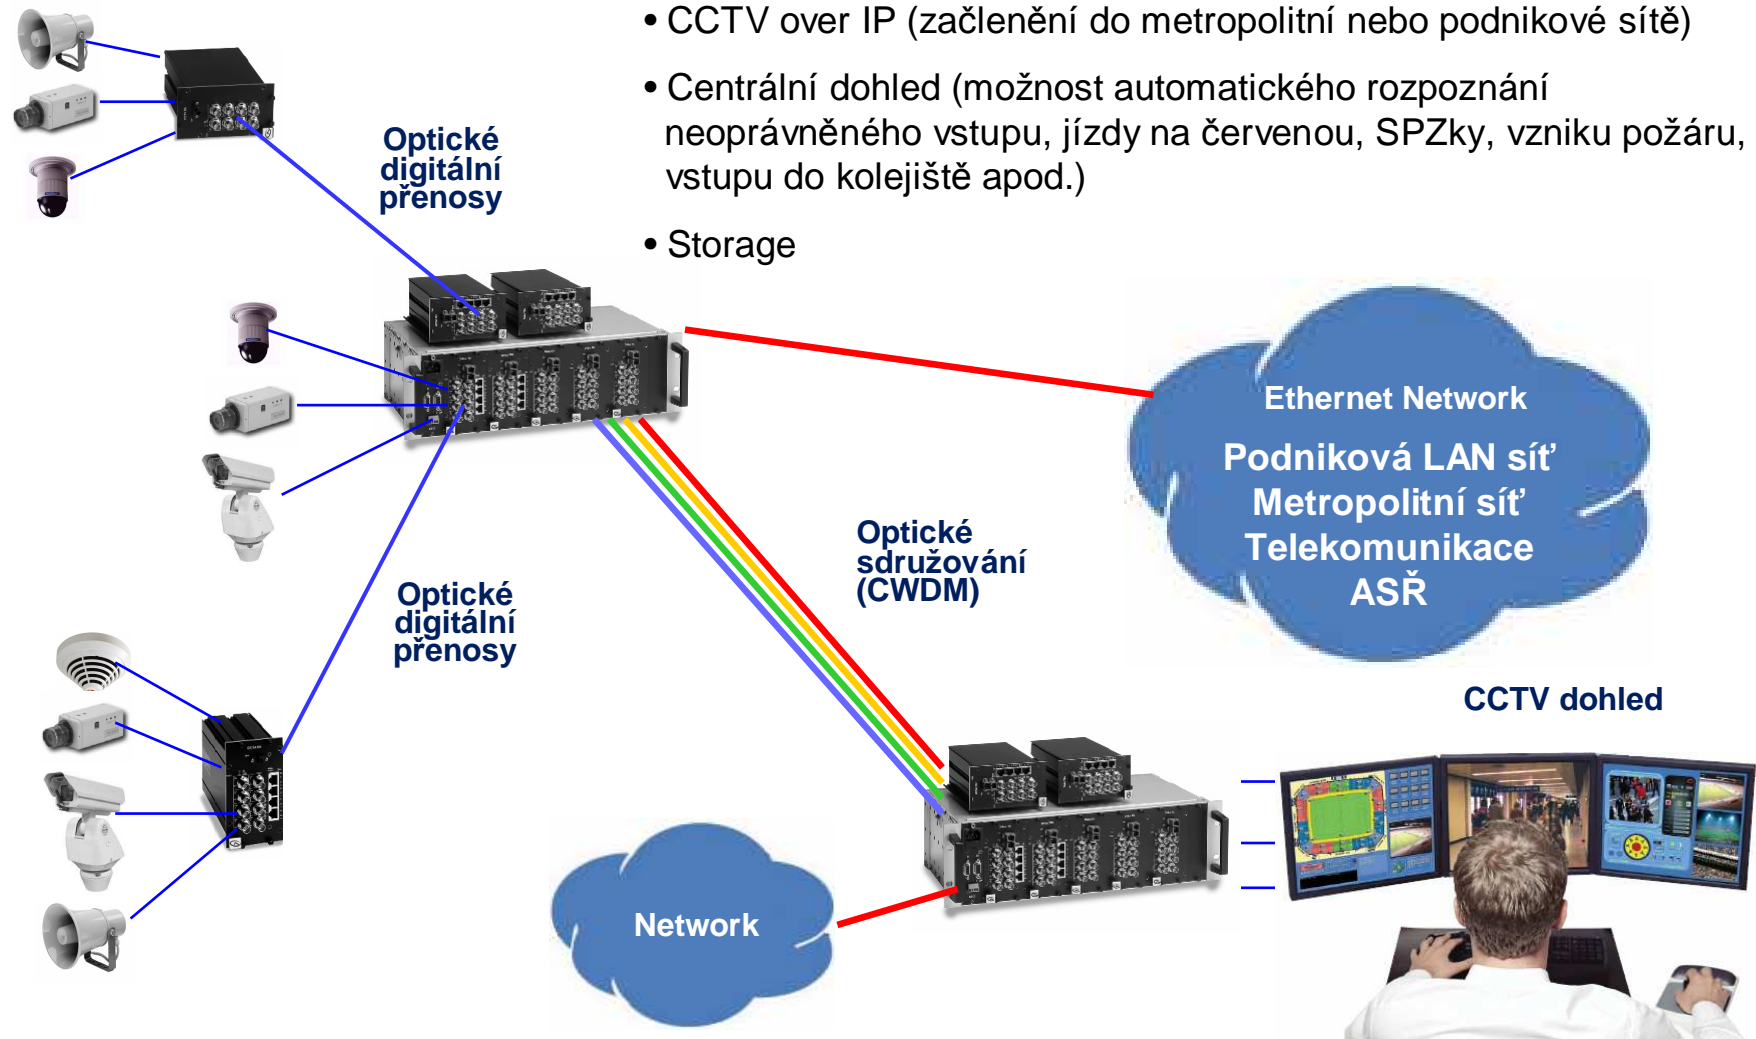 • CCTV over IP (začlenění do metropolitní nebo podnikové sítě)
• Centrální dohled (možnost automatického rozpoznání
neoprávněného vstupu, jízdy na červenou, SPZky, vzniku požáru,
vstupu do kolejiště apod.)
• Storage
Optické
digitální
přenosy
Ethernet Network
Podniková LAN síť
Metropolitní síť
Telekomunikace
ASŘ
Optické
sdružování
(CWDM)
Optické
digitální
přenosy
CCTV dohled
Network